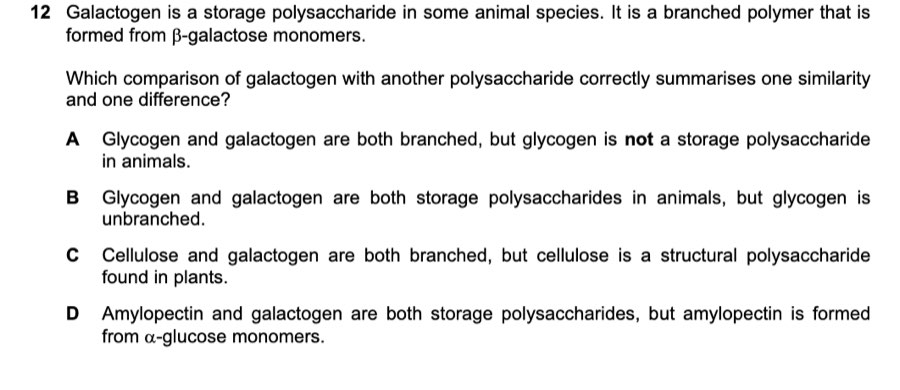 12 Galactogen is a storage polysaccharide in some animal species. It is a branched polymer that is
formed from β-galactose monomers.
Which comparison of galactogen with another polysaccharide correctly summarises one similarity
and one difference?
A Glycogen and galactogen are both branched, but glycogen is not a storage polysaccharide
in animals.
B Glycogen and galactogen are both storage polysaccharides in animals, but glycogen is
unbranched.
C Cellulose and galactogen are both branched, but cellulose is a structural polysaccharide
found in plants.
D Amylopectin and galactogen are both storage polysaccharides, but amylopectin is formed
from α-glucose monomers.